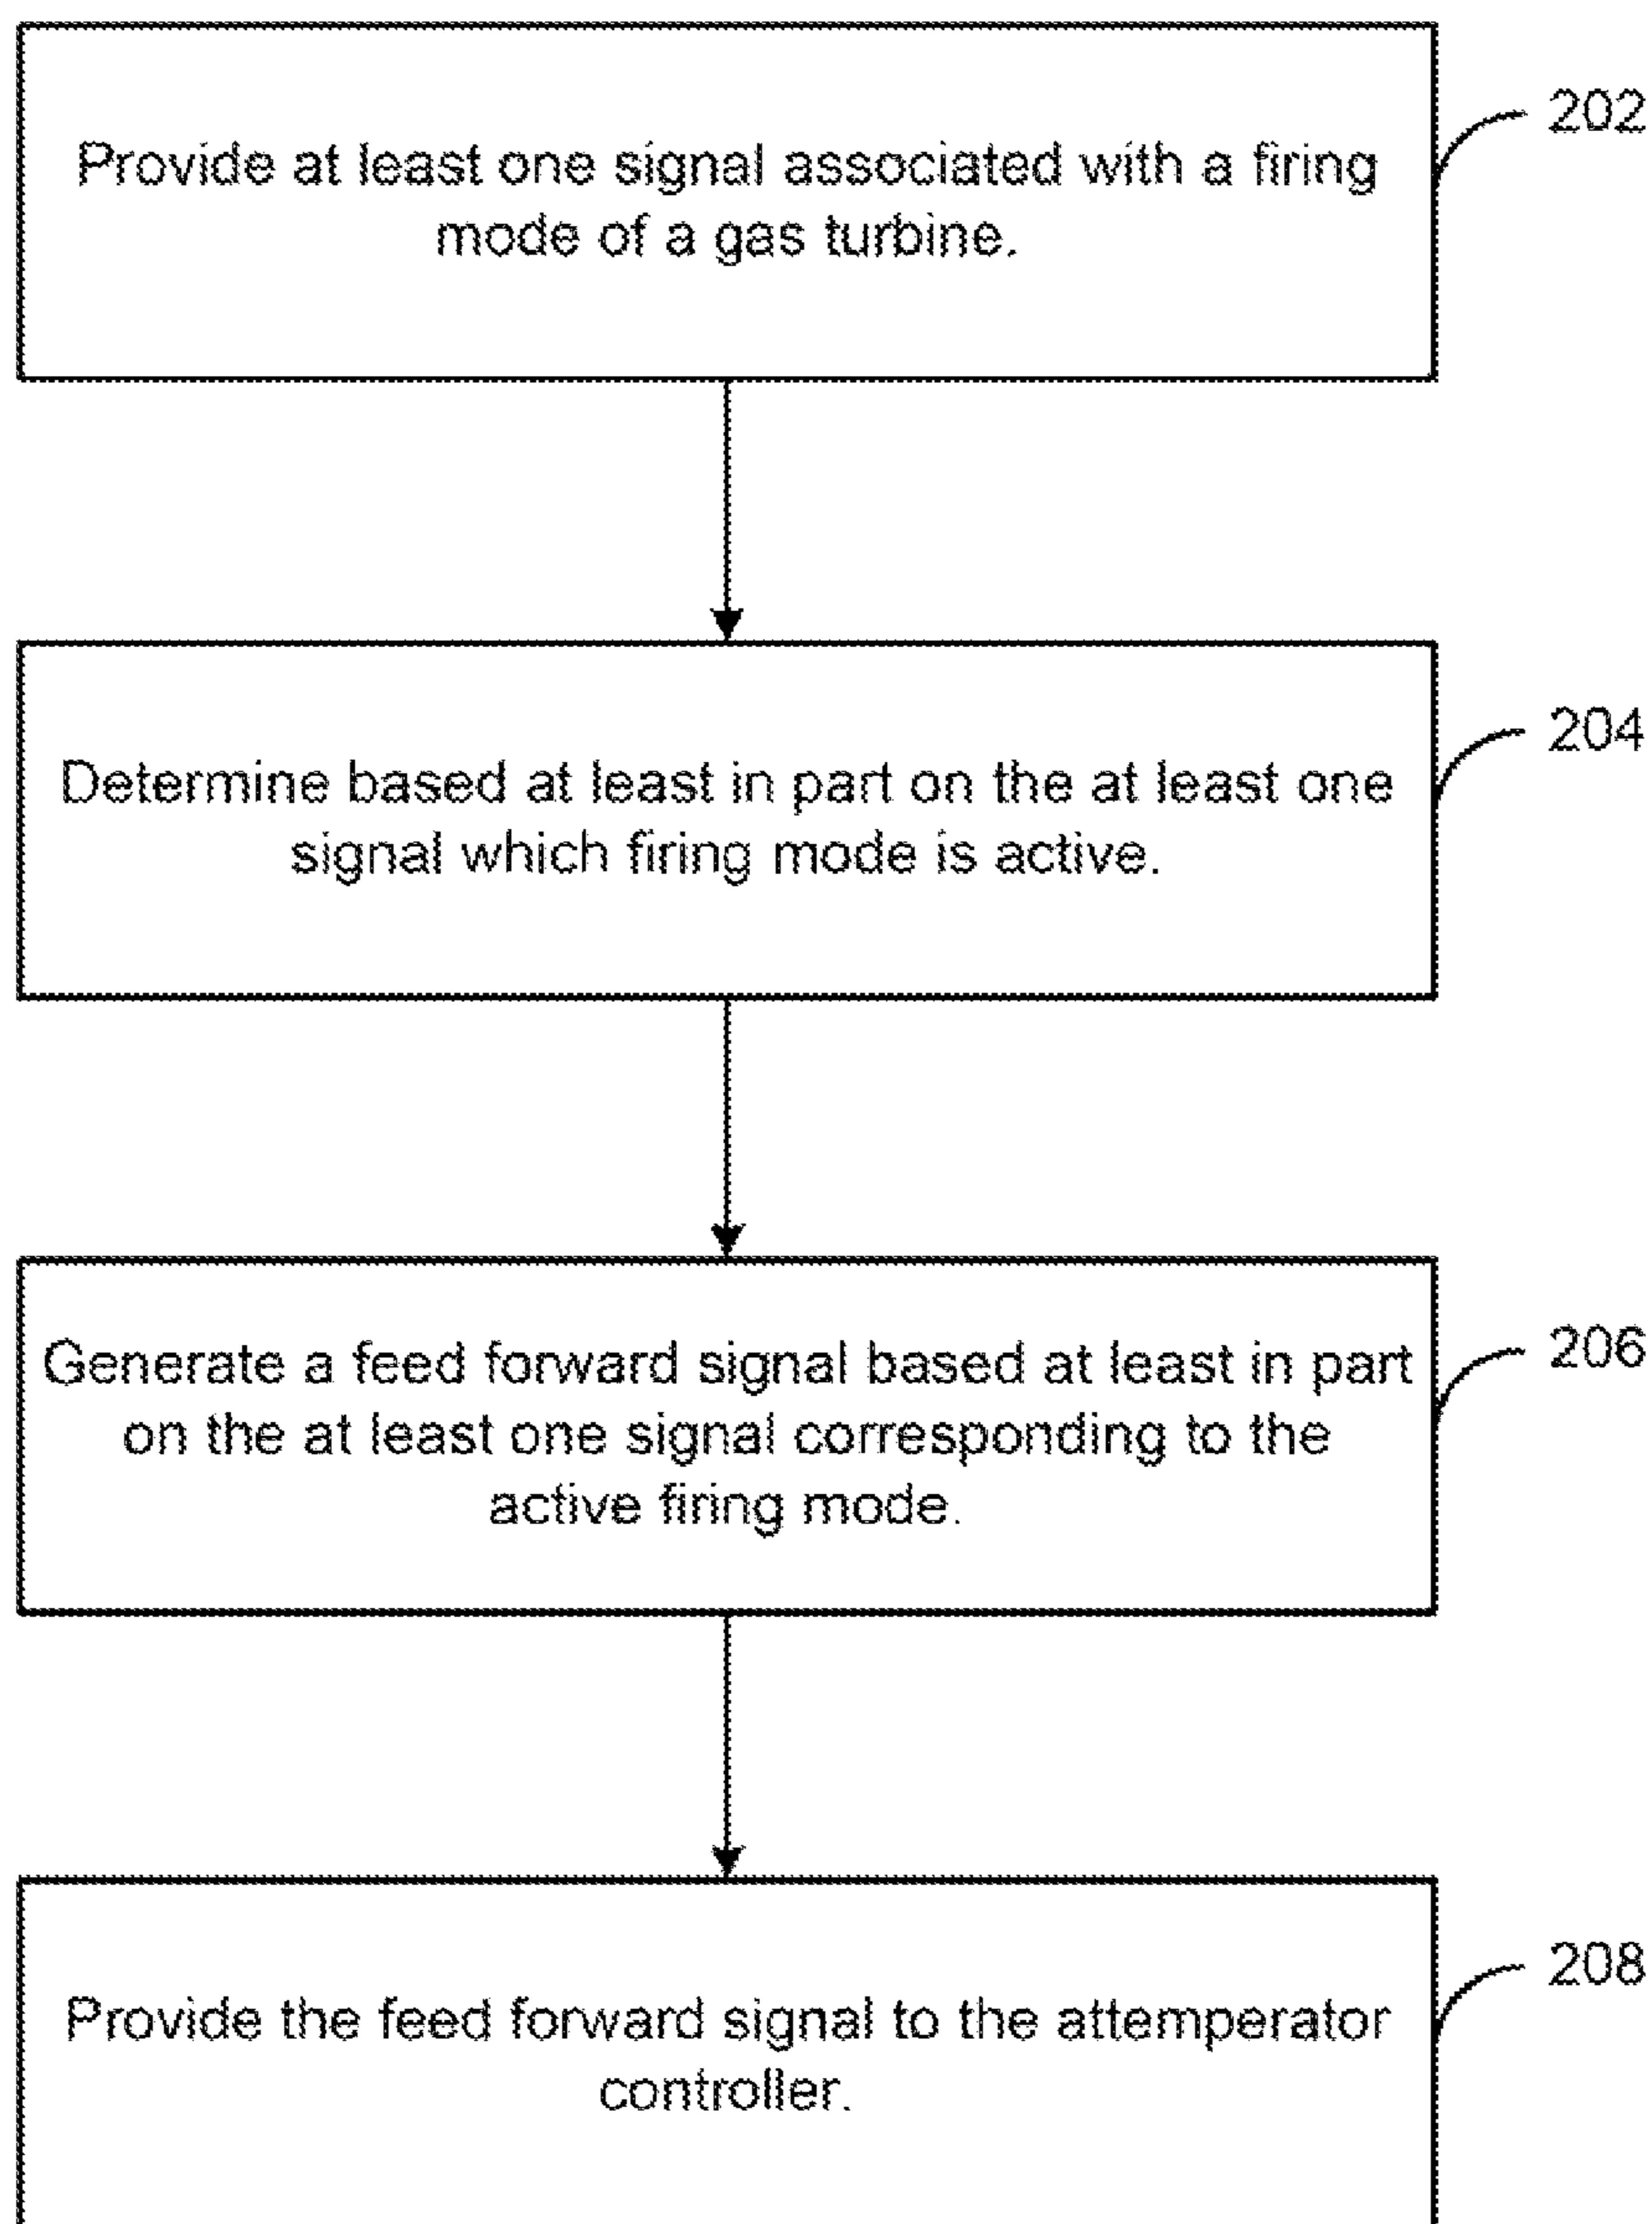 Provide at least one signal associated with a firing
mode of a gas turbine.
202
Determine based at least in part on the at least one
signal which firing mode is active.
204
Generate a feed forward signal based at least in part
on the at least one signal corresponding to the
active firing mode.
206
Provide the feed forward signal to the attemperator
controller.
208